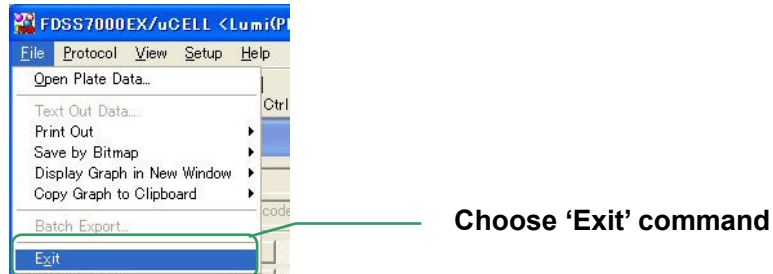 FDSS7000EX/uCELL <Lumi(P
File Protocol View Setup Help
Open Plate Data...
Ctrl
Text Out Data...
Print Out
Save by Bitmap
Display Graph in New Window
Copy Graph to Clipboard
code
Batch Export...
Exit
Choose ‘Exit’ command